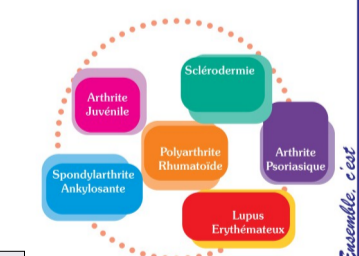 Sclérodermie
Arthrite
Juvénile
Polyarthrite
Rhumatoïde
Arthrite
Psoriasique
Spondylarthrite
Ankylosante
Lupus
Erythémateux
Ensemble, c'est